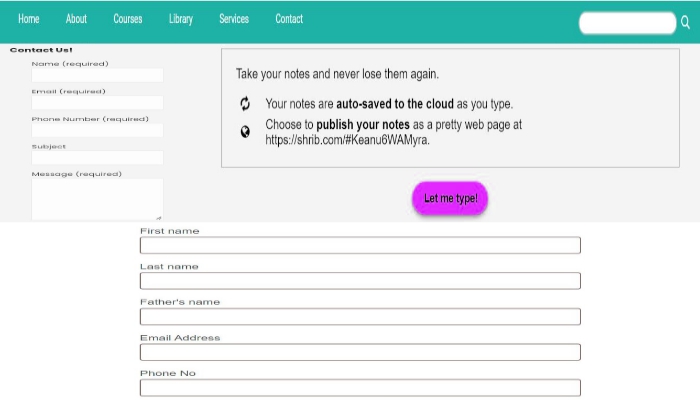 Home About Courses Library Services Contact
Contact Us!
Name (required)
Email (required)
Phone Number (required)
Subject
Message (required)
Take your notes and never lose them again.
Your notes are auto-saved to the cloud as you type.
Choose to publish your notes as a pretty web page at
https://shrib.com/#Keanu6WAMyra.
Let me type!
First name
Last name
Father's name
Email Address
Phone No